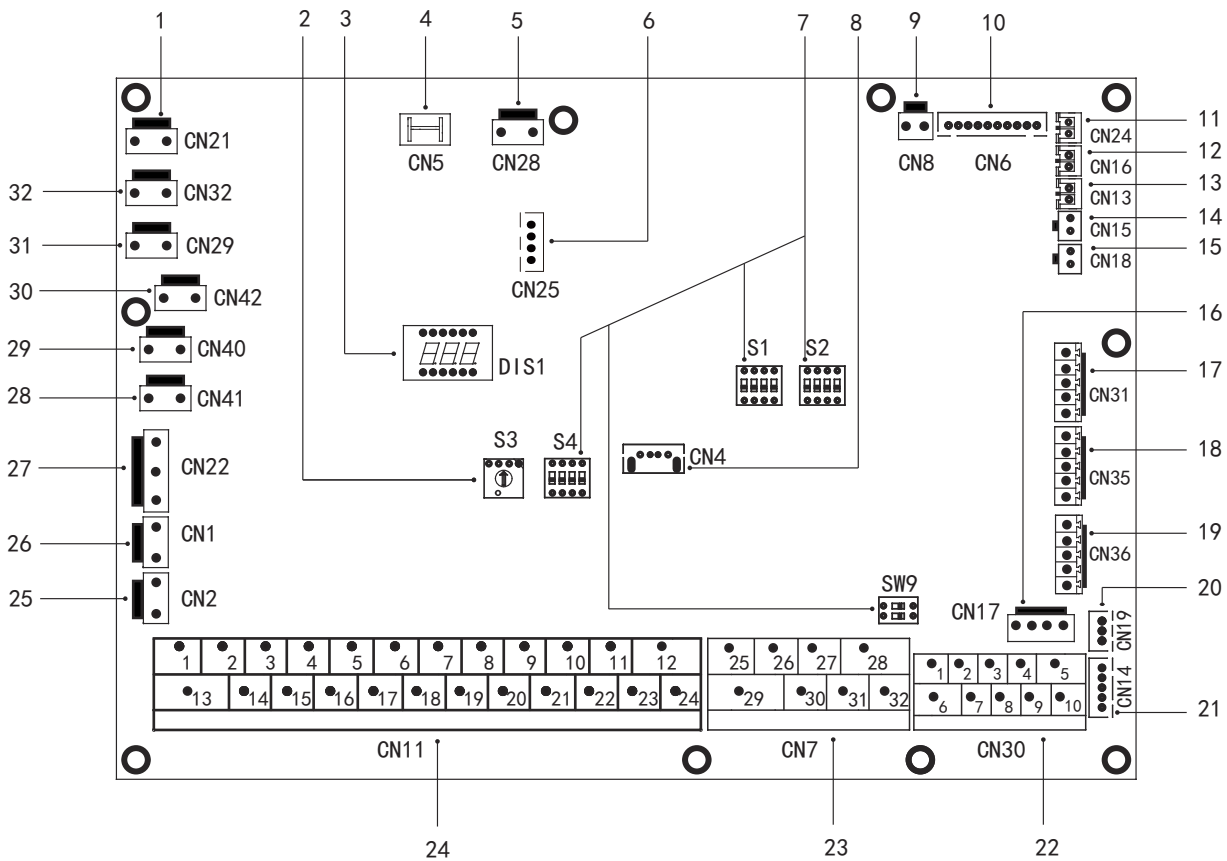 1 2 3 4 5 6 7 8 9 10
11
CN21 CN5 CN28 CN8 CN6 CN24
12
CN16
13
32 CN32 CN13
14
CN15
31 CN29 15
CN25 CN18
30 CN42 16
29 CN40 3 DIS1 S1 S2 17
28 CN41 CN31
S3 S4 18
27 CN22 2 CN4 8 CN35
26 CN1 19
CN36
25 CN2 SW9 20
CN17 CN19
1 2 3 4 5 6 7 8 9 10 11 12 25 26 27 28 1 2 3 4 5
13 14 15 16 17 18 19 20 21 22 23 24 29 30 31 32 6 7 8 9 10 CN14
21
CN11 CN7 CN30
24 23 22